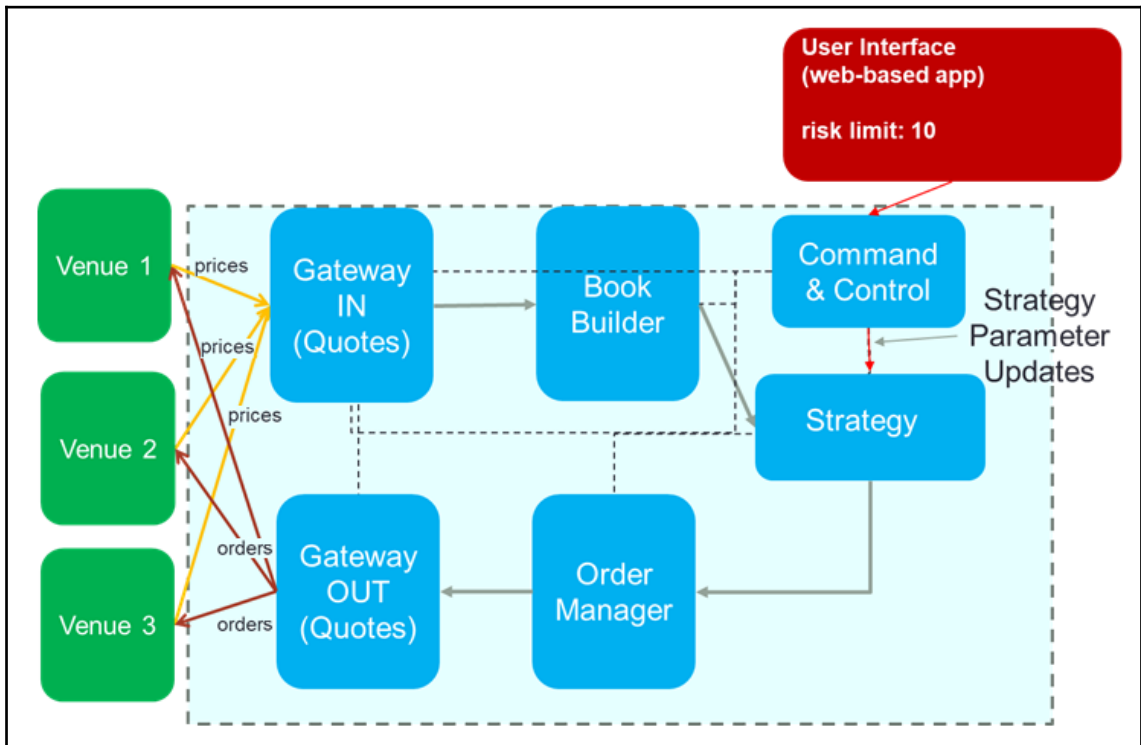 User Interface
(web-based app)
risk limit: 10
Venue 1
prices
Gateway
IN
(Quotes)
Book
Builder
Command
& Control
Strategy
Parameter
Updates
prices
Venue 2
prices
Strategy
Venue 3
orders
orders
Gateway
OUT
(Quotes)
Order
Manager